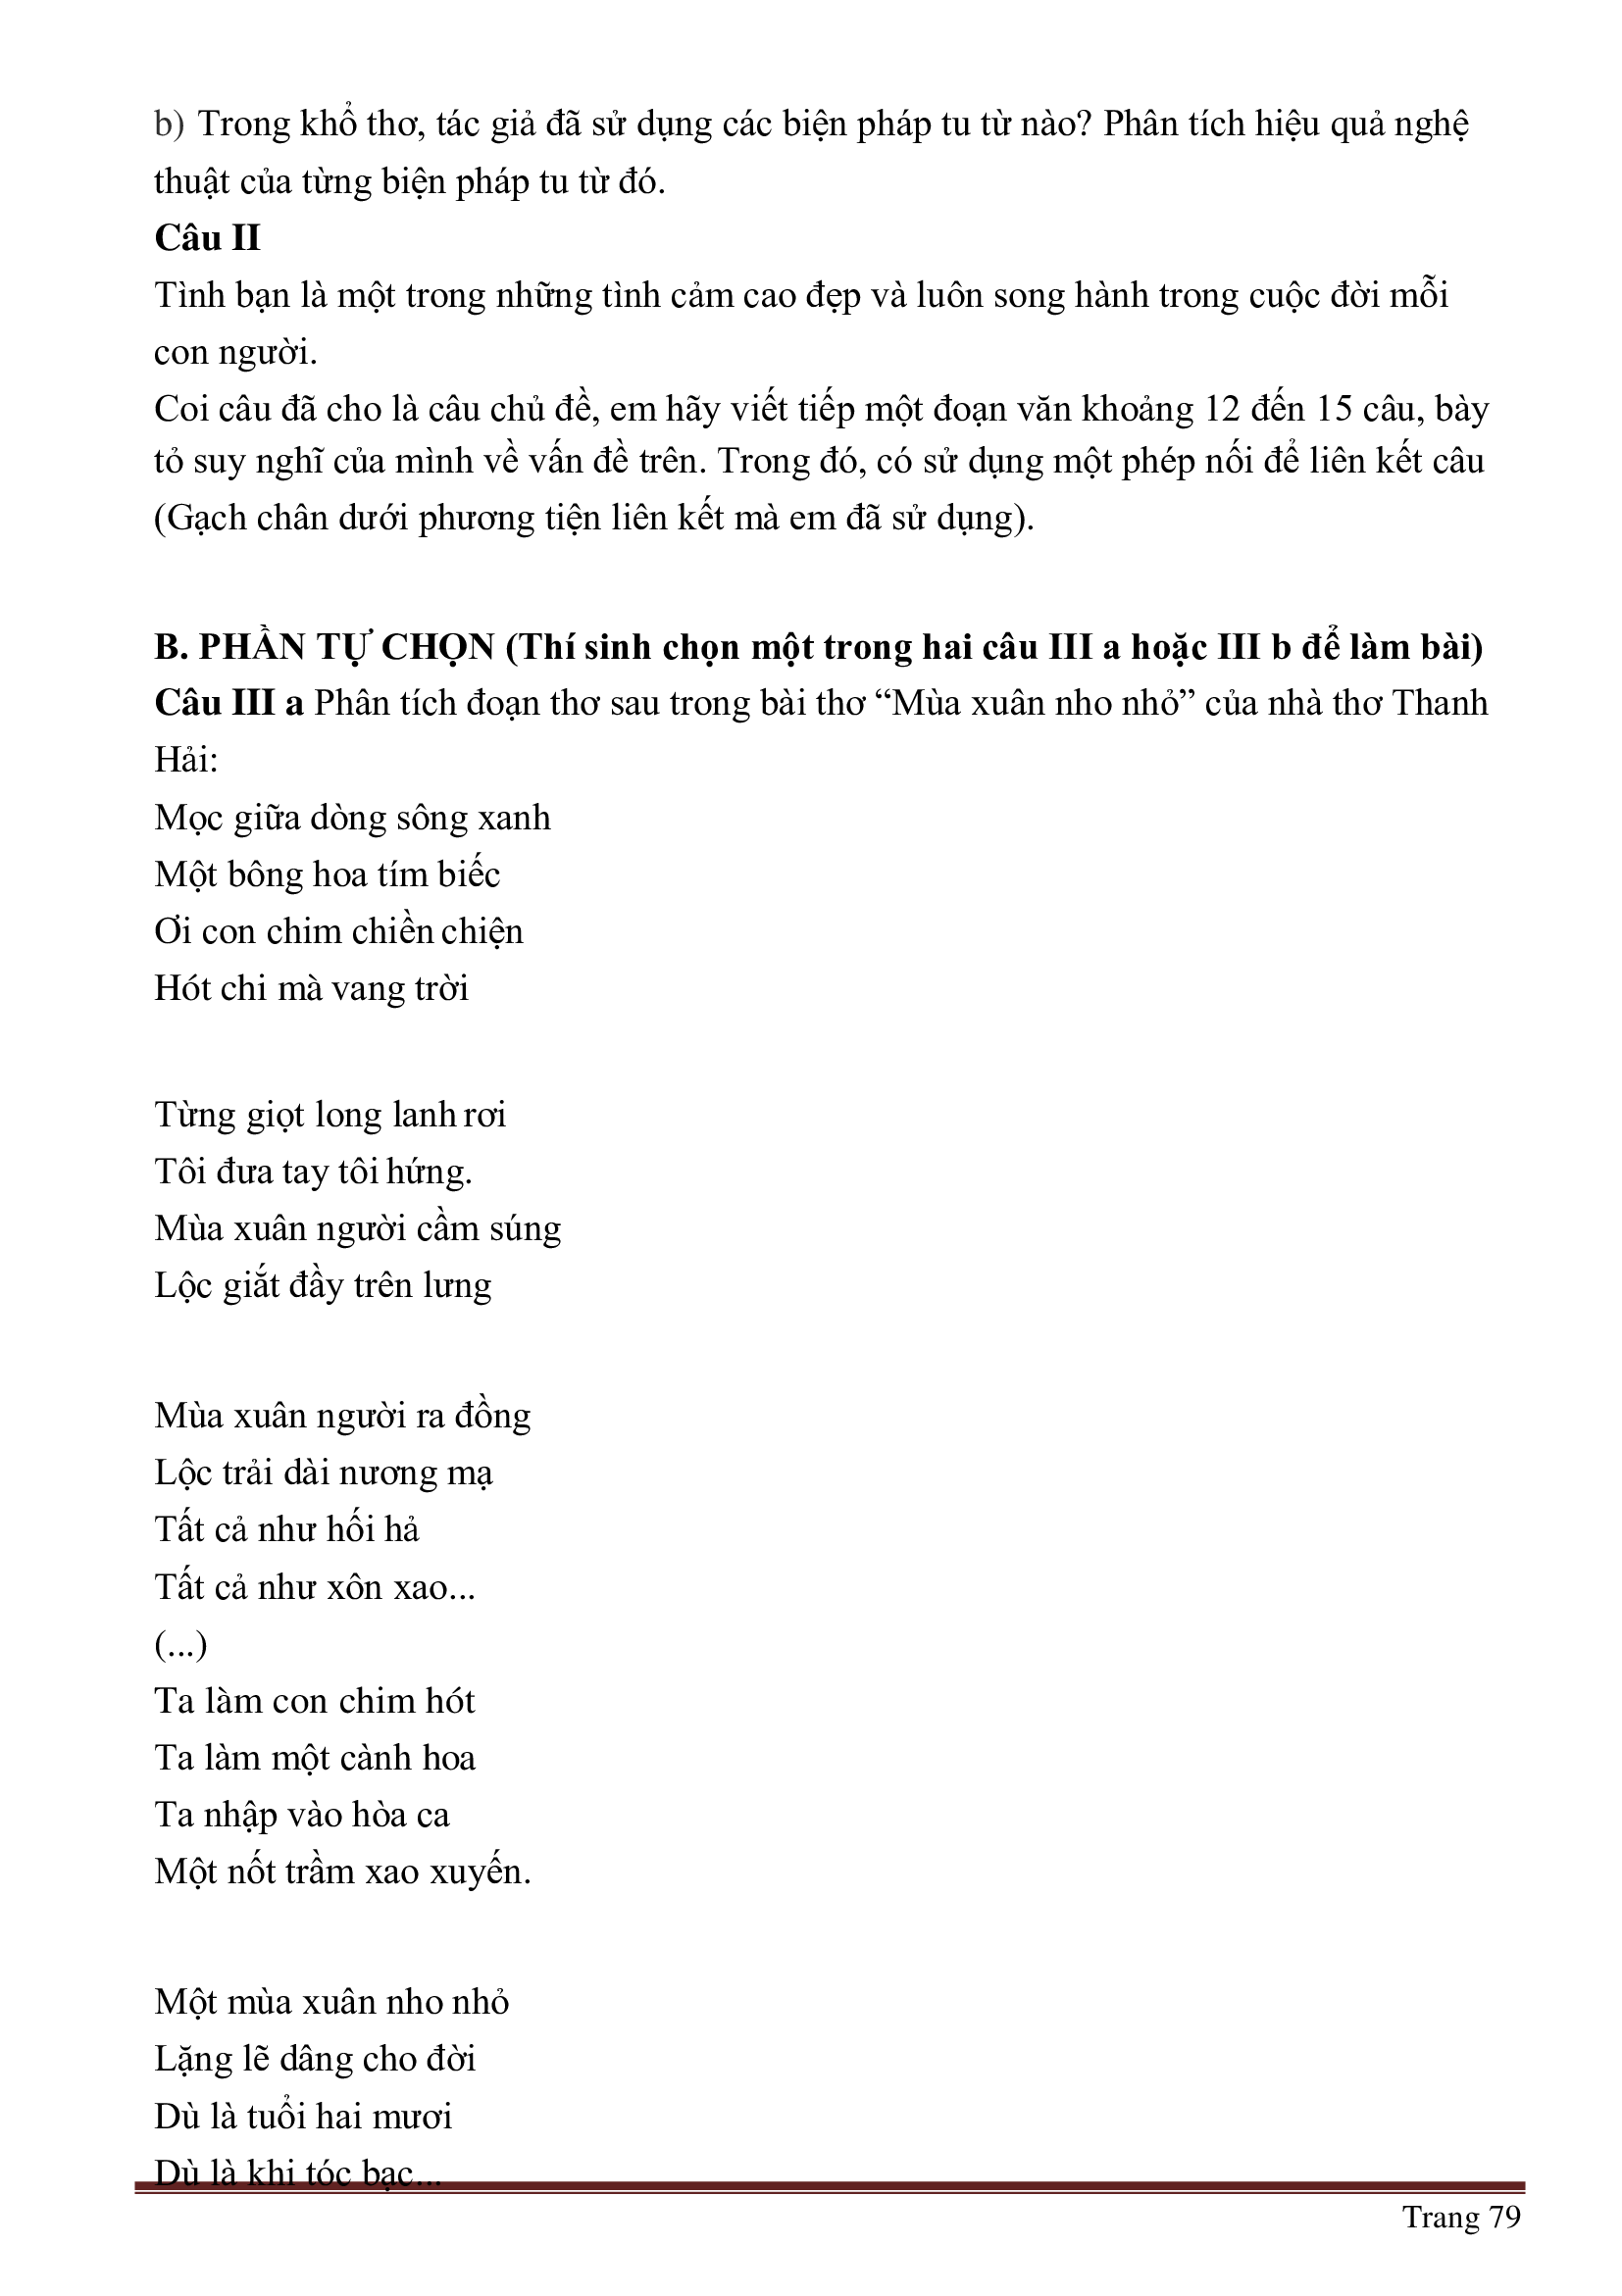 b) Trong khổ thơ, tác giả đã sử dụng các biện pháp tu từ nào? Phân tích hiệu quả nghệ
thuật của từng biện pháp tu từ đó.
Câu II
Tình bạn là một trong những tình cảm cao đẹp và luôn song hành trong cuộc đời mỗi
con người.
Coi câu đã cho là câu chủ đề, em hãy viết tiếp một đoạn văn khoảng 12 đến 15 câu, bày
tỏ suy nghĩ của mình về vấn đề trên. Trong đó, có sử dụng một phép nối để liên kết câu
(Gạch chân dưới phương tiện liên kết mà em đã sử dụng).
B. PHẦN TỰ CHỌN (Thí sinh chọn một trong hai câu III a hoặc III b để làm bài)
Câu III a Phân tích đoạn thơ sau trong bài thơ “Mùa xuân nho nhỏ” của nhà thơ Thanh
Hải:
Mọc giữa dòng sông xanh
Một bông hoa tím biếc
Ơi con chim chiền chiện
Hót chi mà vang trời
Từng giọt long lanh rơi
Tôi đưa tay tôi hứng.
Mùa xuân người cầm súng
Lộc giắt đầy trên lưng
Mùa xuân người ra đồng
Lộc trải dài nương mạ
Tất cả như hối hả
Tất cả như xôn xao...
(...)
Ta làm con chim hót
Ta làm một cành hoa
Ta nhập vào hòa ca
Một nốt trầm xao xuyến.
Một mùa xuân nho nhỏ
Lặng lẽ dâng cho đời
Dù là tuổi hai mươi
Dù là khi tóc bạc...
Trang 79